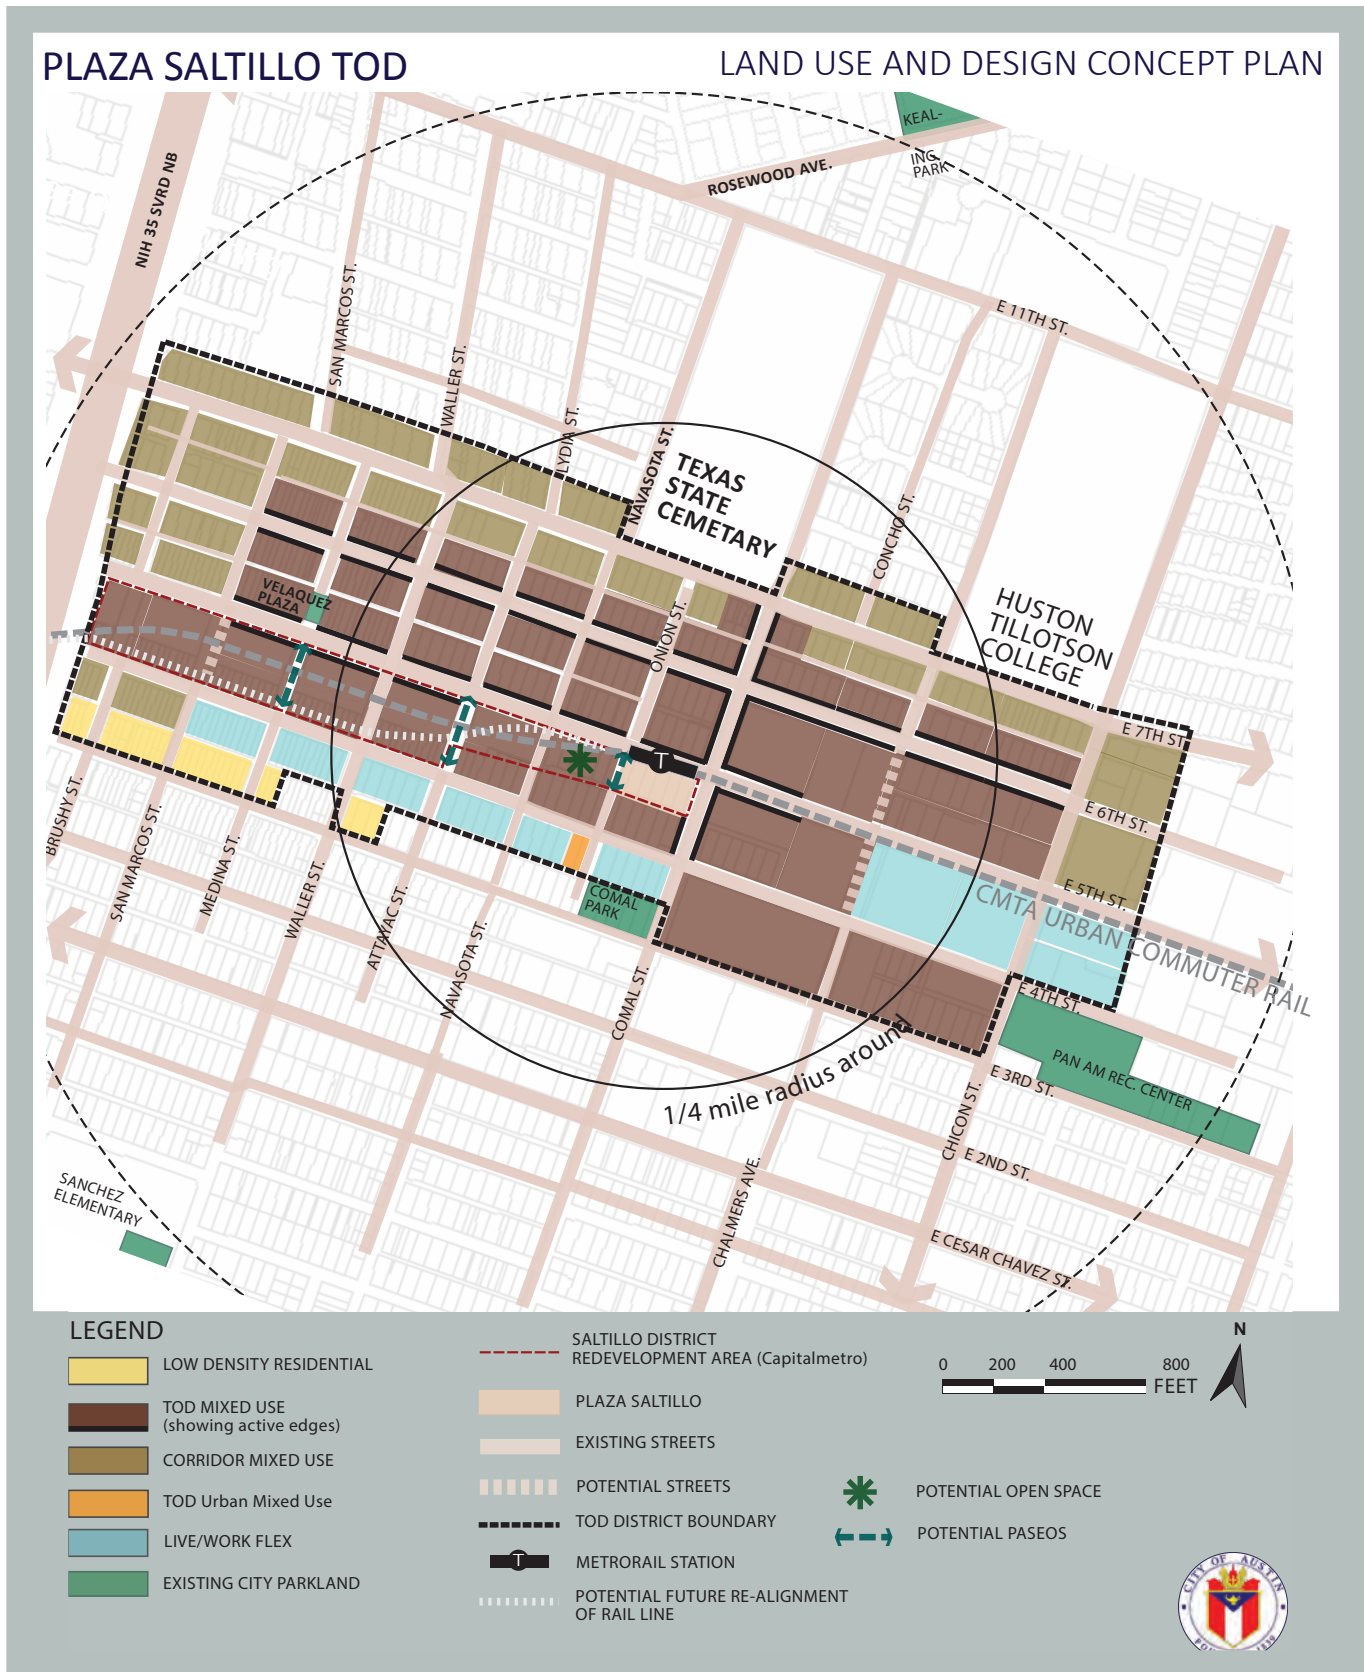 PLAZA SALTILLO TOD
LAND USE AND DESIGN CONCEPT PLAN
KEAL-
ING
PARK
ROSEWOOD AVE.
NIH 35 SVRD NB
SAN MARCOS ST.
WALLER ST.
LYDIA ST.
NAVASOTA ST.
E 11TH ST.
TEXAS
STATE
CEMETARY
CONCHO ST.
HUSTON
TILLOTSON
COLLEGE
VELAQUEZ
PLAZA
ONION ST.
T
E 7TH ST.
E 6TH ST.
E 5TH ST.
CMTA URBAN COMMUTER RAIL
BRUSHY ST.
SAN MARCOS ST.
MEDINA ST.
WALLER ST.
ATTAYAC ST.
NAVASOTA ST.
COMAL
PARK
COMAL ST.
E 4TH ST.
PAN AM REC. CENTER
E 3RD ST.
1/4 mile radius around
CHICON ST.
E 2ND ST.
CHALMERS AVE.
E CESAR CHAVEZ ST.
SANCHEZ
ELEMENTARY
LEGEND
LOW DENSITY RESIDENTIAL
TOD MIXED USE
(showing active edges)
CORRIDOR MIXED USE
TOD Urban Mixed Use
LIVE/WORK FLEX
EXISTING CITY PARKLAND
SALTILLO DISTRICT
REDEVELOPMENT AREA (Capitalmetro)
PLAZA SALTILLO
EXISTING STREETS
POTENTIAL STREETS
TOD DISTRICT BOUNDARY
T
METRORAIL STATION
POTENTIAL FUTURE RE-ALIGNMENT
OF RAIL LINE
POTENTIAL OPEN SPACE
POTENTIAL PASEOS
0 200 400 800
FEET
N
CITY OF AUSTIN